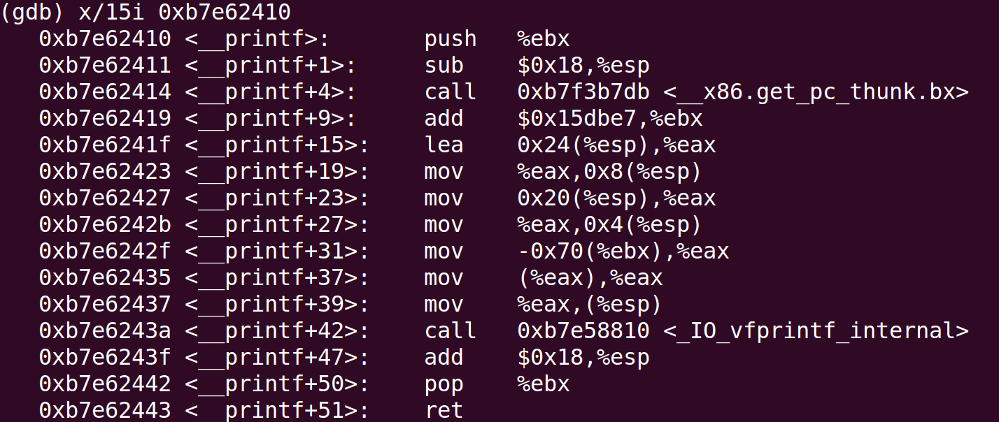 (gdb) x/15i 0xb7e62410
   0xb7e62410 <__printf>:	push   %ebx
   0xb7e62411 <__printf+1>:	sub    $0x18,%esp
   0xb7e62414 <__printf+4>:	call   0xb7f3b7db <__x86.get_pc_thunk.bx>
   0xb7e62419 <__printf+9>:	add    $0x15dbe7,%ebx
   0xb7e6241f <__printf+15>:	lea    0x24(%esp),%eax
   0xb7e62423 <__printf+19>:	mov    %eax,0x8(%esp)
   0xb7e62427 <__printf+23>:	mov    0x20(%esp),%eax
   0xb7e6242b <__printf+27>:	mov    %eax,0x4(%esp)
   0xb7e6242f <__printf+31>:	mov    -0x70(%ebx),%eax
   0xb7e62435 <__printf+37>:	mov    (%eax),%eax
   0xb7e62437 <__printf+39>:	mov    %eax,(%esp)
   0xb7e6243a <__printf+42>:	call   0xb7e58810 <_IO_vfprintf_internal>
   0xb7e6243f <__printf+47>:	add    $0x18,%esp
   0xb7e62442 <__printf+50>:	pop    %ebx
   0xb7e62443 <__printf+51>:	ret